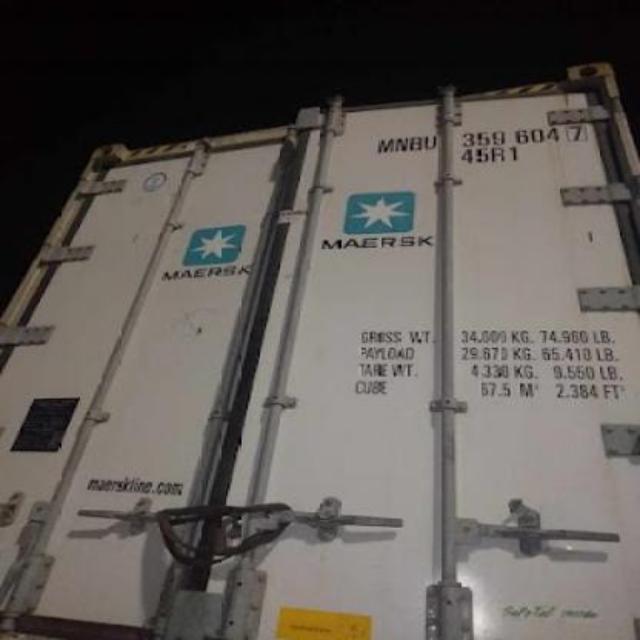 MNBU 359 604 7
45R1
MAERSK
MAERSK
GROSS WT. 34.000 KG. 74.960 LB.
PAYLOAD 29.670 KG. 65.410 LB.
TARE WT. 4.330 KG. 9.550 LB.
CUBE 67.5 M³ 2.384 FT³
maerskline.com